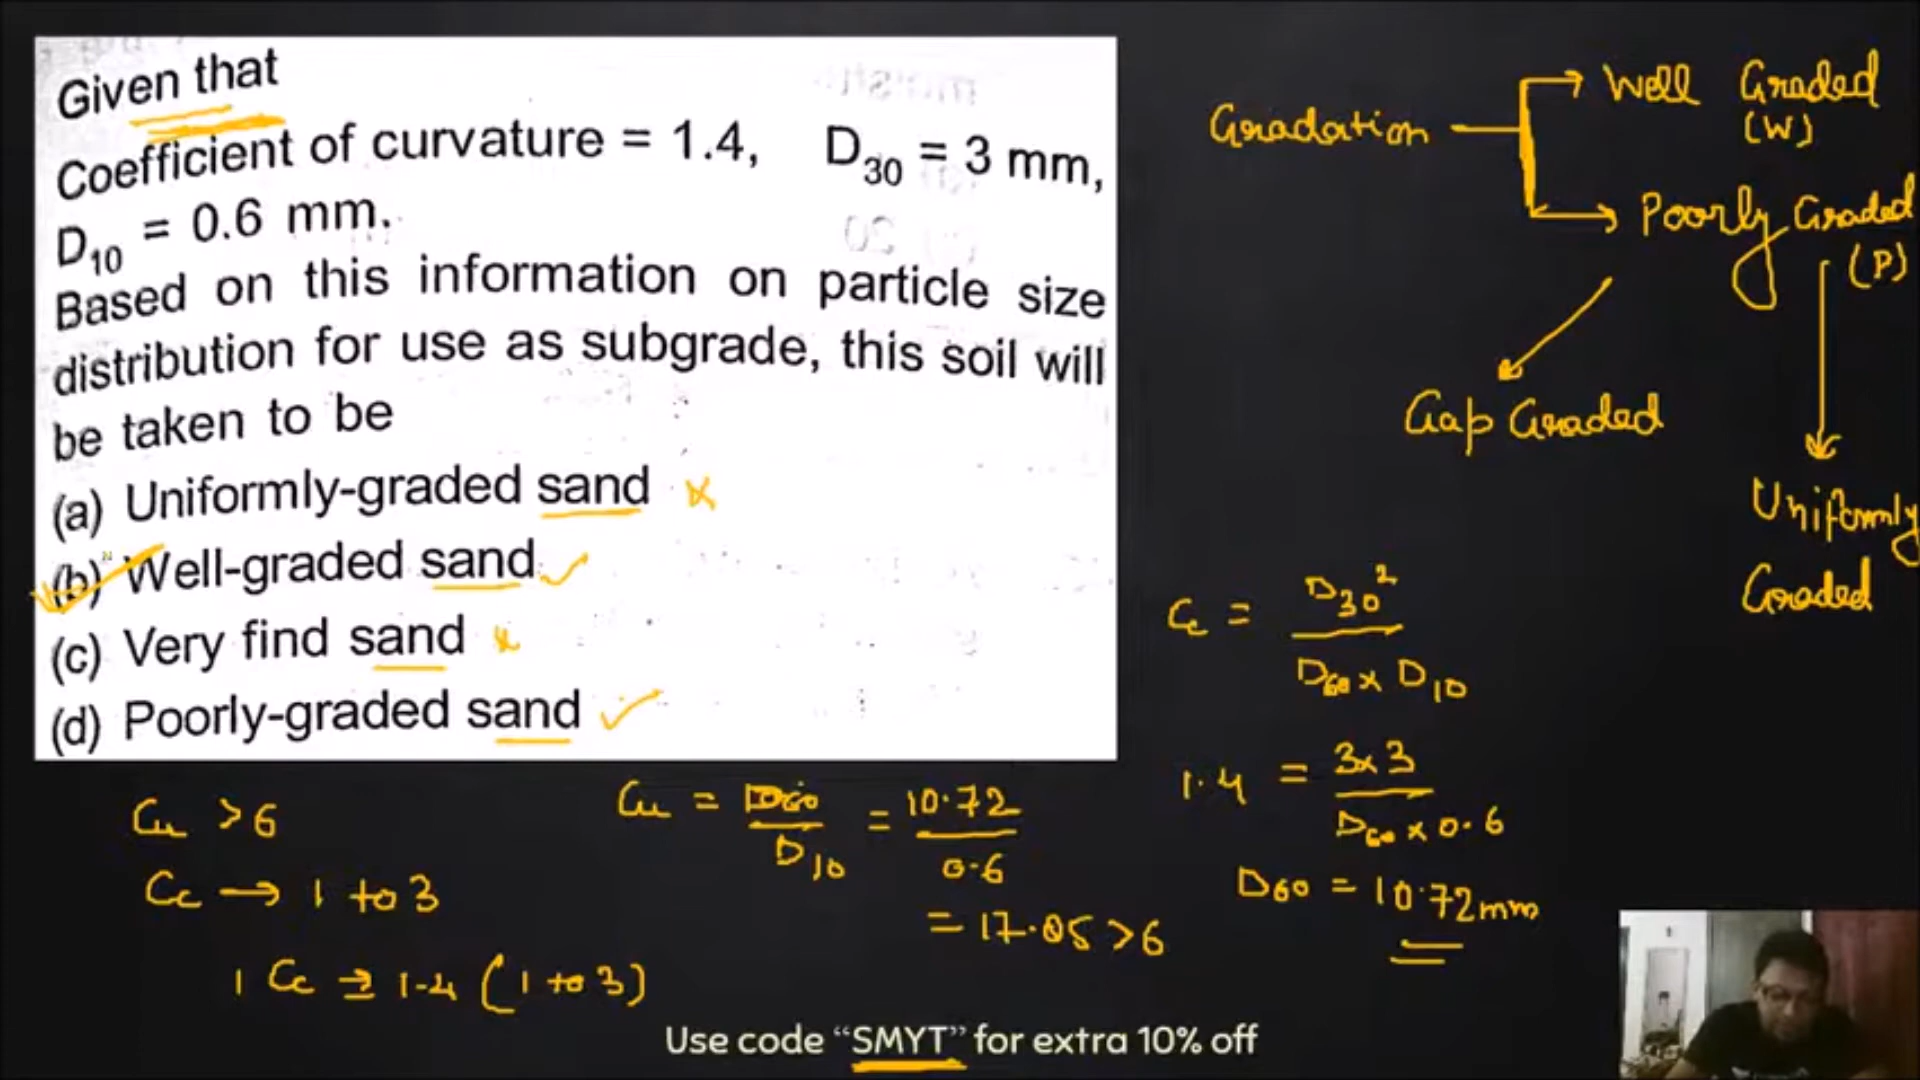 Given that
Coefficient of curvature = 1.4, D30 = 3 mm,
D10 = 0.6 mm.
Based on this information on particle size
distribution for use as subgrade, this soil will
be taken to be
(a) Uniformly-graded sand
(b) Well-graded sand
(c) Very find sand
(d) Poorly-graded sand
Gradation
Well Graded
(W)
Poorly Graded
(P)
Gap Graded
Uniformly
Graded
Cc = D30² / D60 × D10
1.4 = 3×3 / D60 × 0.6
D60 = 10.72mm
Cu > 6
Cc → 1 to 3
Cu = D60 / D10 = 10.72 / 0.6
= 17.85 > 6
Cc = 1.4 (1 to 3)
Use code “SMYT” for extra 10% off